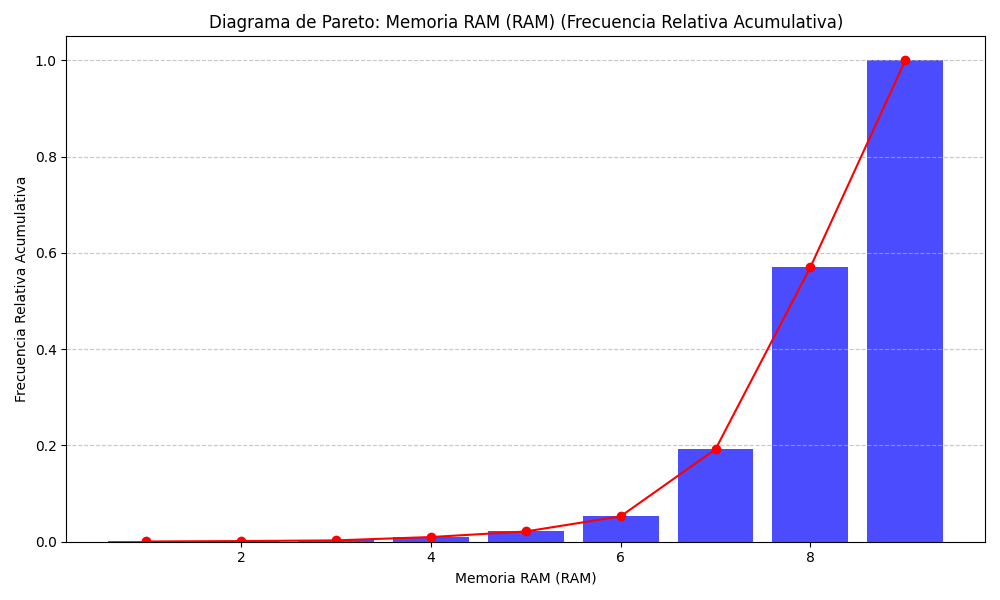 Diagrama de Pareto: Memoria RAM (RAM) (Frecuencia Relativa Acumulativa)
Frecuencia Relativa Acumulativa
1.0
0.8
0.6
0.4
0.2
0.0
2 4 6 8
Memoria RAM (RAM)